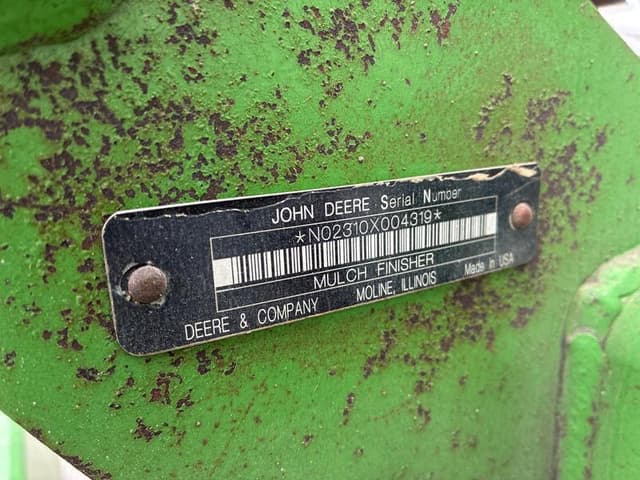 JOHN DEERE Serial Number
*N02310X004319*
MULCH FINISHER
DEERE & COMPANY MOLINE, ILLINOIS Made in USA